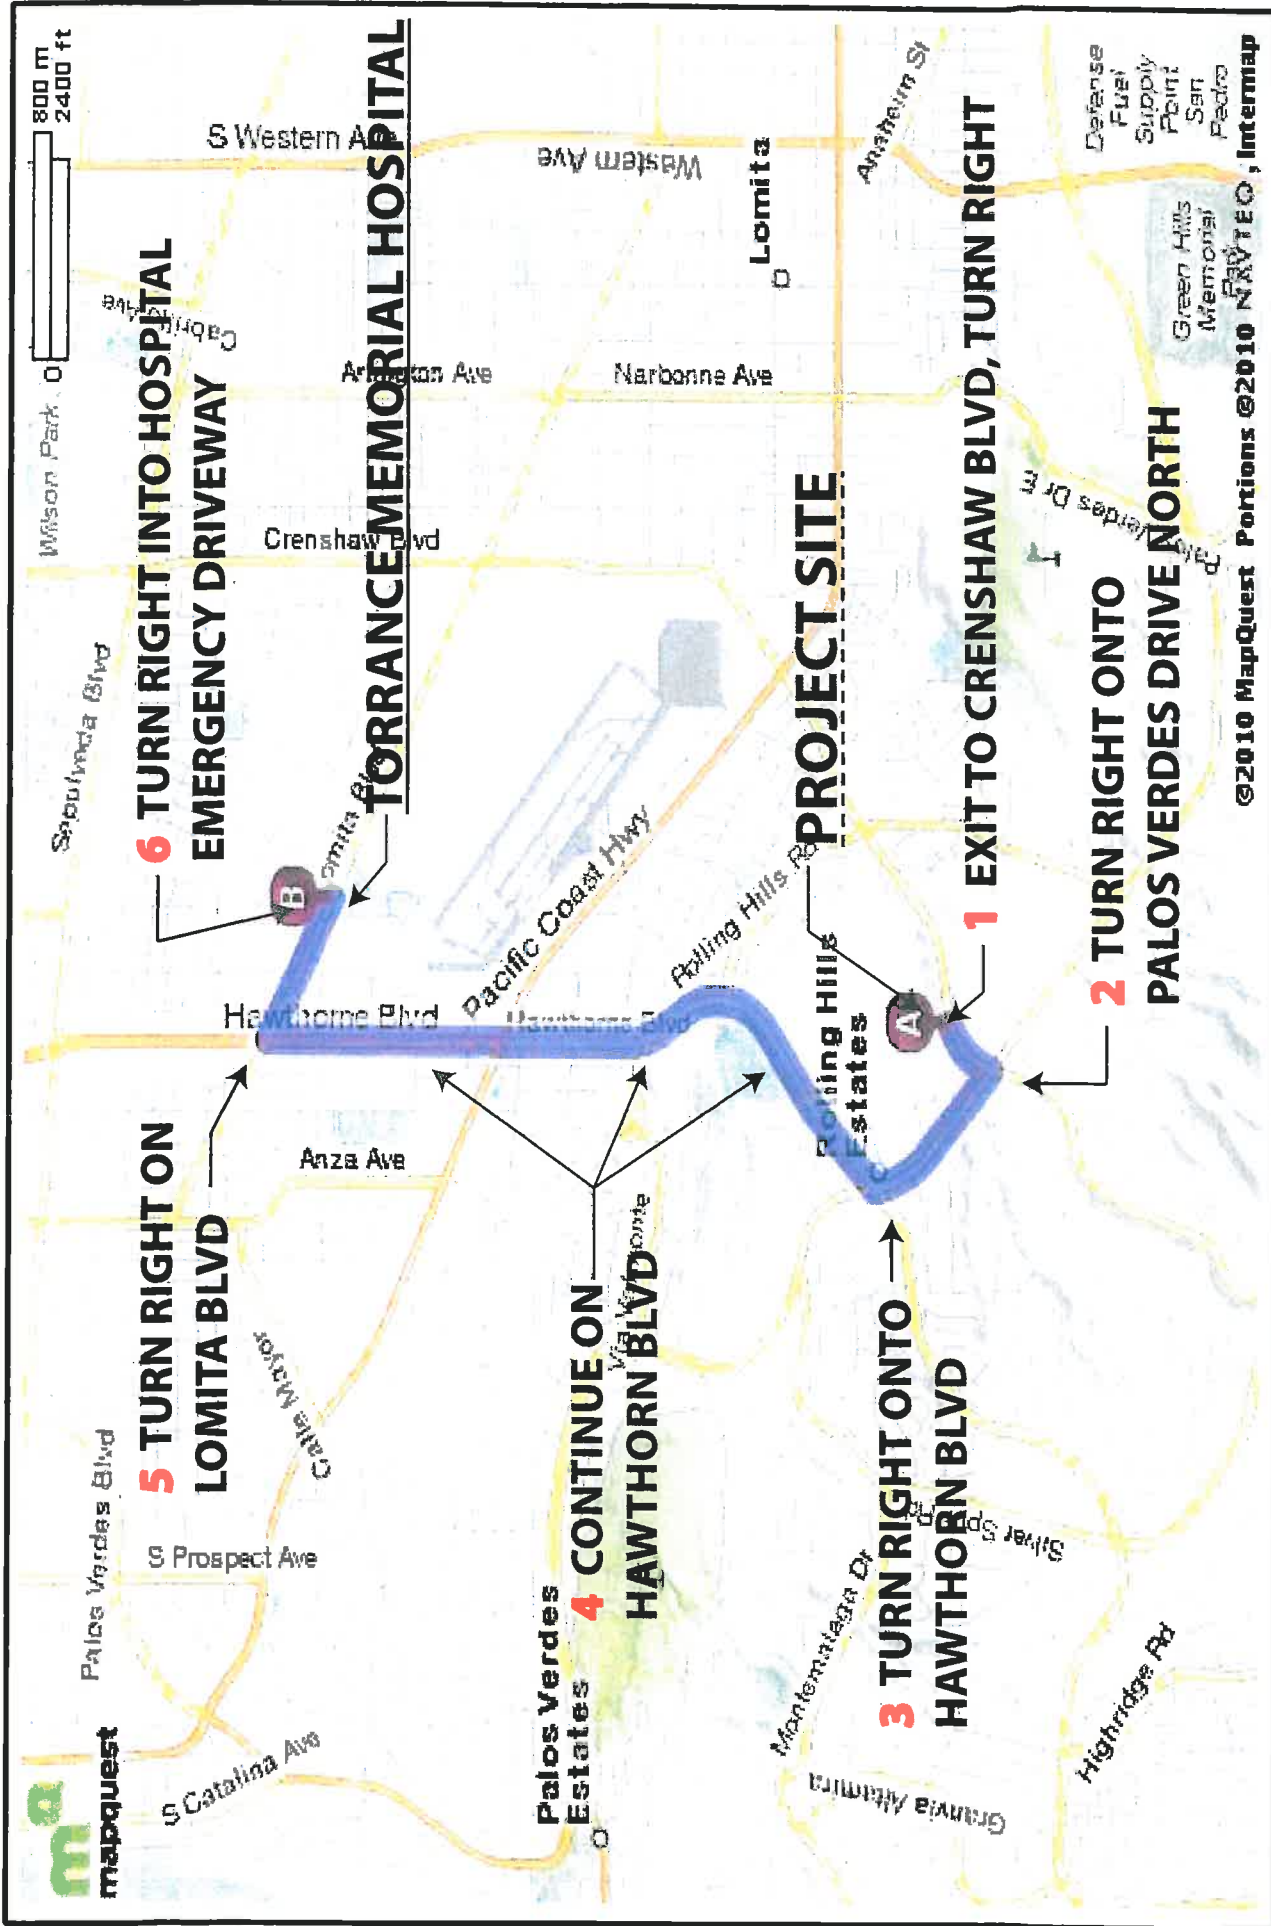 mapquest
0
800 m
2400 ft
Palos Verdes Blvd
Sepulveda Blvd
Wilson Park
S Catalina Ave
S Prospect Ave
Calle Mayor
Anza Ave
5 TURN RIGHT ON
LOMITA BLVD
6 TURN RIGHT INTO HOSPITAL
EMERGENCY DRIVEWAY
B
TORRANCE MEMORIAL HOSPITAL
Hawthorne Blvd
Crenshaw Blvd
Arlington Ave
Cabrillo Ave
S Western Ave
Western Ave
Narbonne Ave
Lomita
Anaheim St
Pacific Coast Hwy
Hawthorne Blvd
Rolling Hills Rd
Palos Verdes
Estates
4 CONTINUE ON
HAWTHORN BLVD
PROJECT SITE
Rolling Hills
Estates
A
1 EXIT TO CRENSHAW BLVD, TURN RIGHT
2 TURN RIGHT ONTO
PALOS VERDES DRIVE NORTH
3 TURN RIGHT ONTO
HAWTHORN BLVD
Montemalaga Dr
Silver Spur Rd
Granvia Altamira
Highridge Rd
Palos Verdes Dr N
Green Hills
Memorial
Park
Defense
Fuel
Supply
Point
San
Pedro
©2010 MapQuest Portions ©2010 NAVTEQ, Intermap